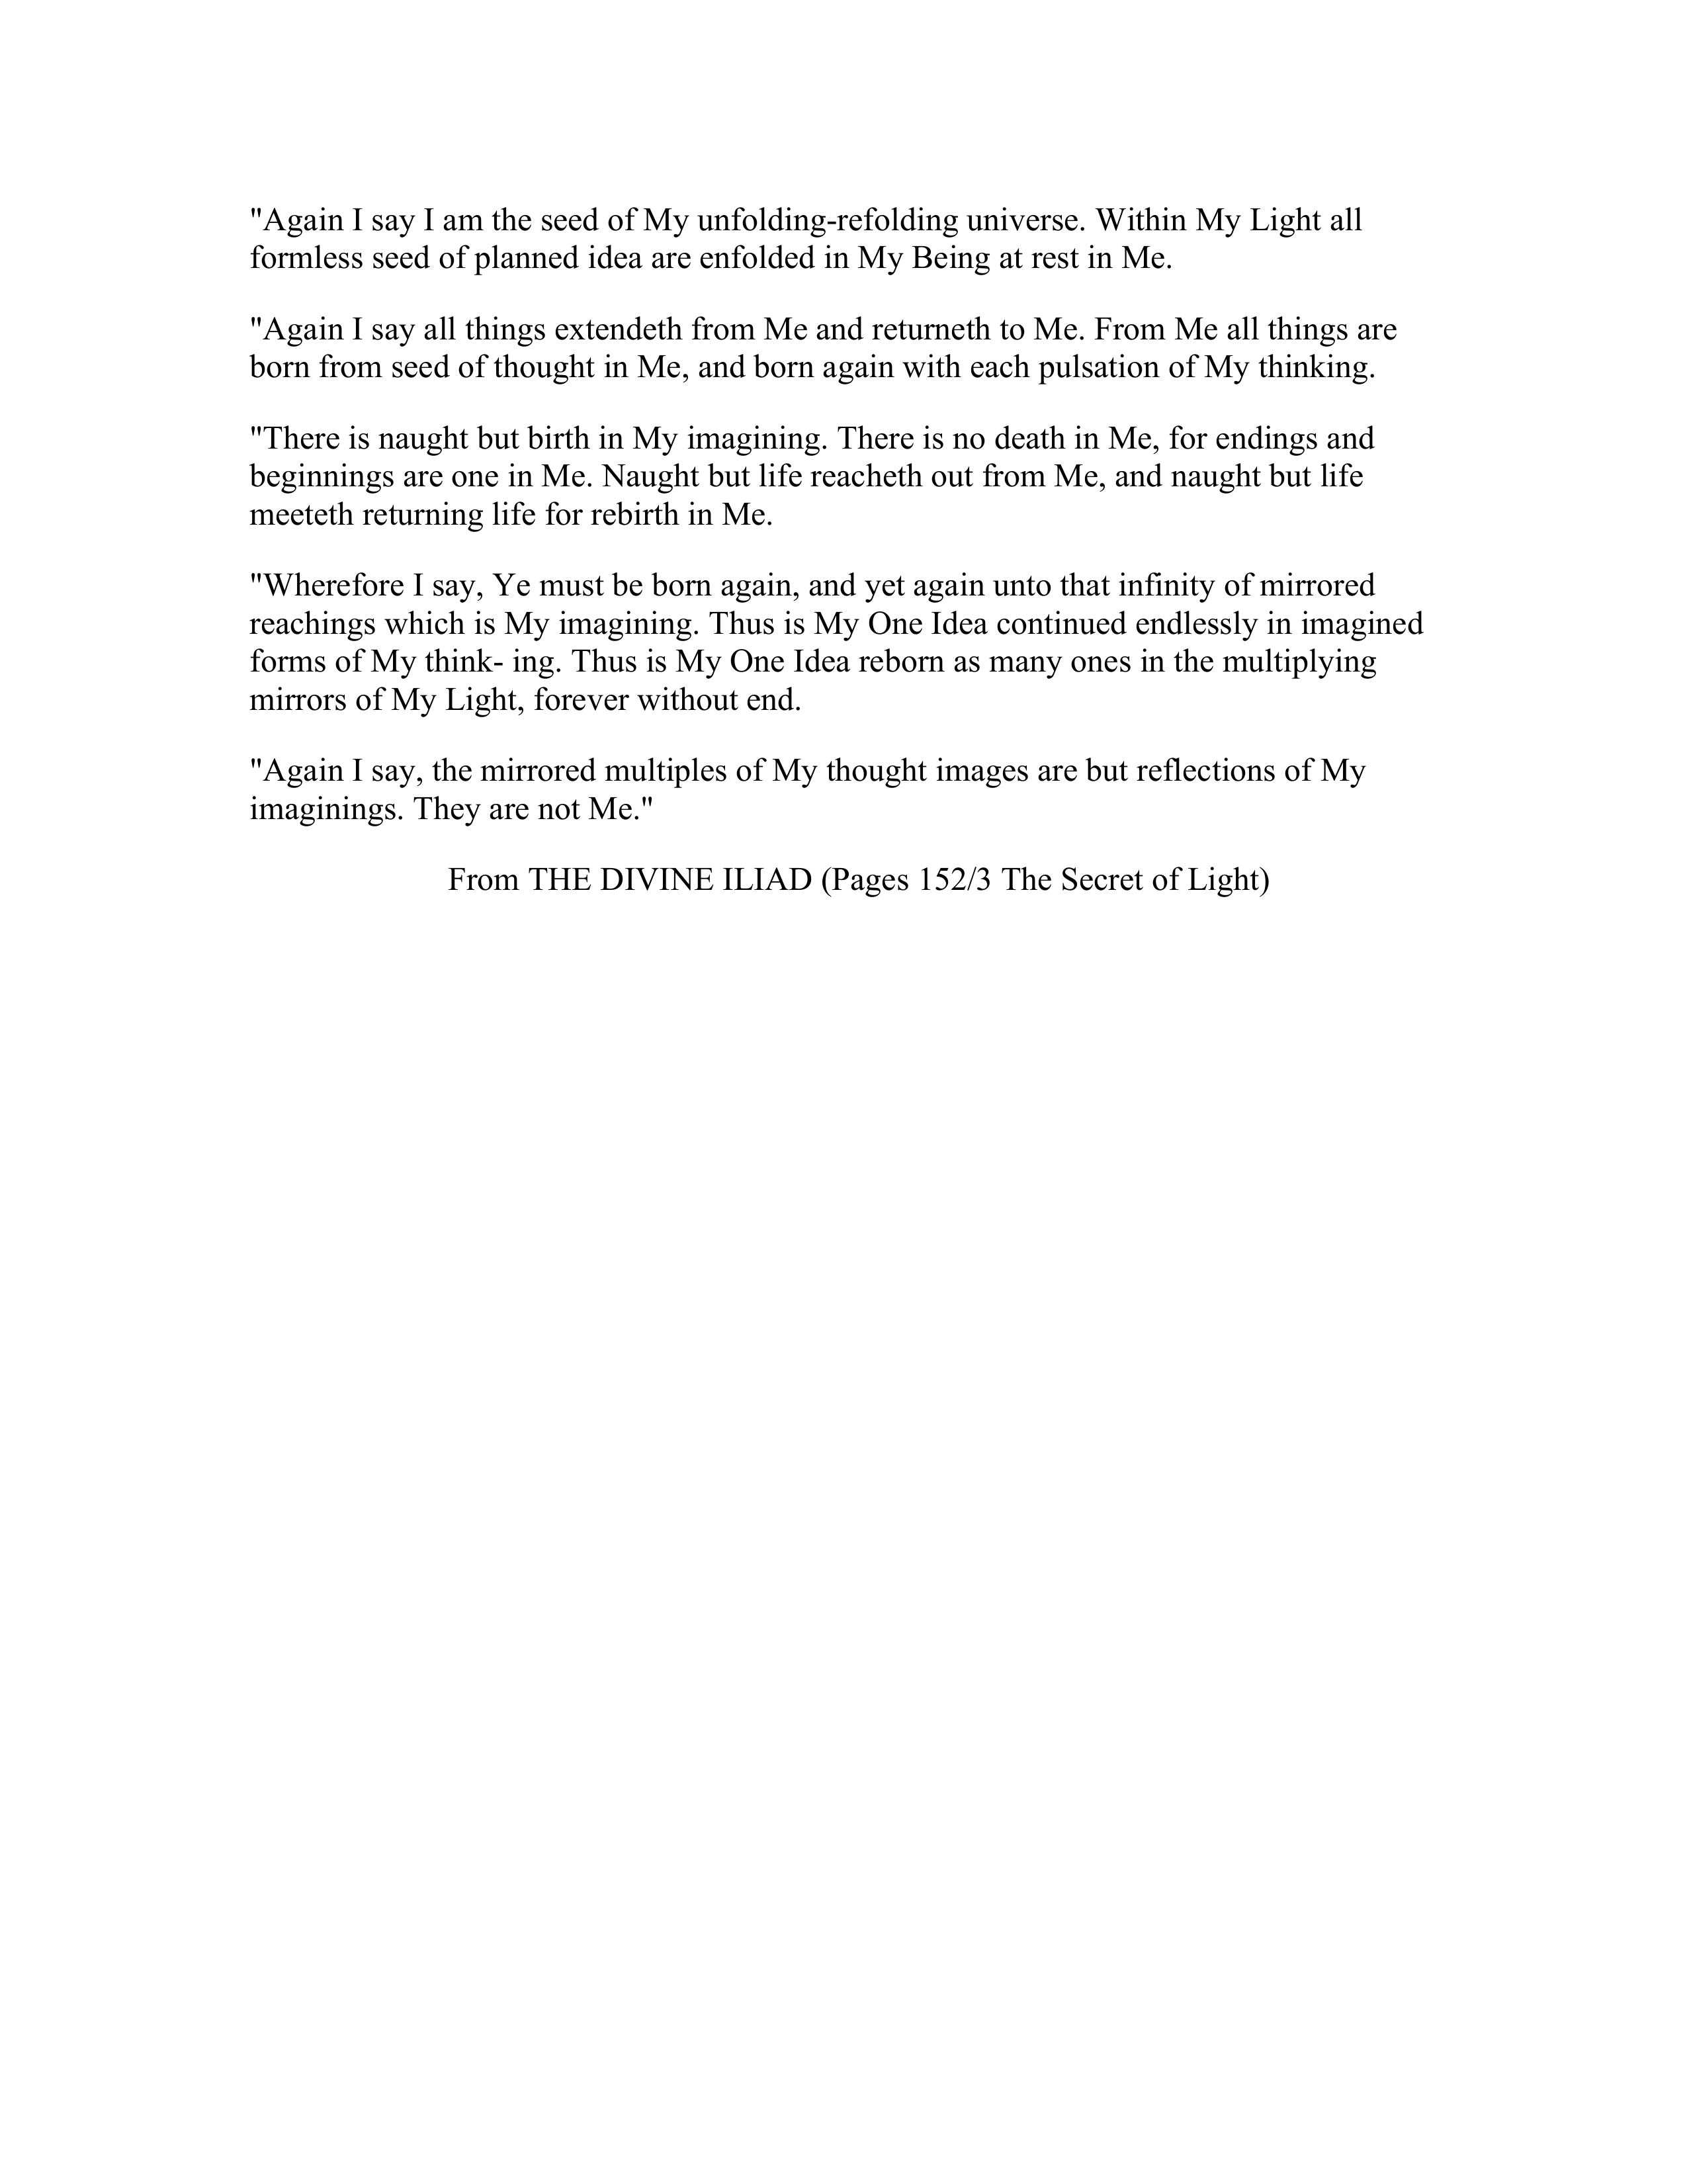 "Again I say I am the seed of My unfolding-refolding universe. Within My Light all
formless seed of planned idea are enfolded in My Being at rest in Me.
"Again I say all things extendeth from Me and returneth to Me. From Me all things are
born from seed of thought in Me, and born again with each pulsation of My thinking.
"There is naught but birth in My imagining. There is no death in Me, for endings and
beginnings are one in Me. Naught but life reacheth out from Me, and naught but life
meeteth returning life for rebirth in Me.
"Wherefore I say, Ye must be born again, and yet again unto that infinity of mirrored
reachings which is My imagining. Thus is My One Idea continued endlessly in imagined
forms of My think- ing. Thus is My One Idea reborn as many ones in the multiplying
mirrors of My Light, forever without end.
"Again I say, the mirrored multiples of My thought images are but reflections of My
imaginings. They are not Me."
From THE DIVINE ILIAD (Pages 152/3 The Secret of Light)